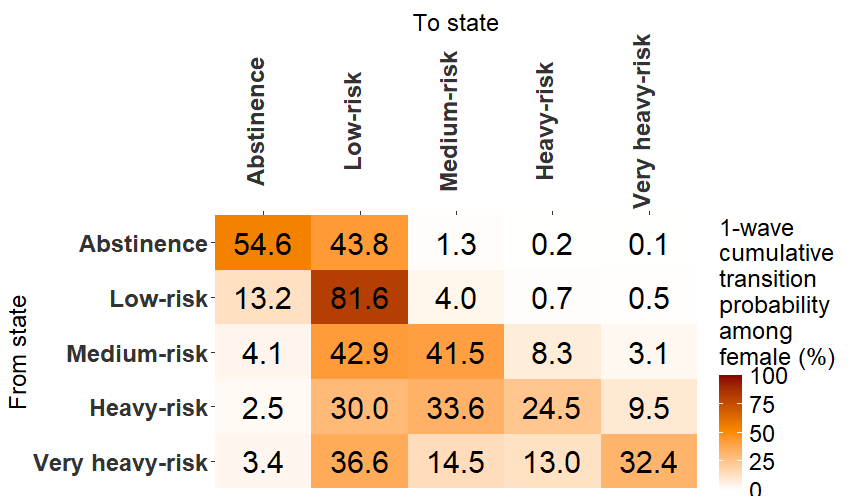 To state
Abstinence
Low-risk
Medium-risk
Heavy-risk
Very heavy-risk
From state
Abstinence 54.6 43.8 1.3 0.2 0.1
Low-risk 13.2 81.6 4.0 0.7 0.5
Medium-risk 4.1 42.9 41.5 8.3 3.1
Heavy-risk 2.5 30.0 33.6 24.5 9.5
Very heavy-risk 3.4 36.6 14.5 13.0 32.4
1-wave
cumulative
transition
probability
among
female (%)
100
75
50
25
0